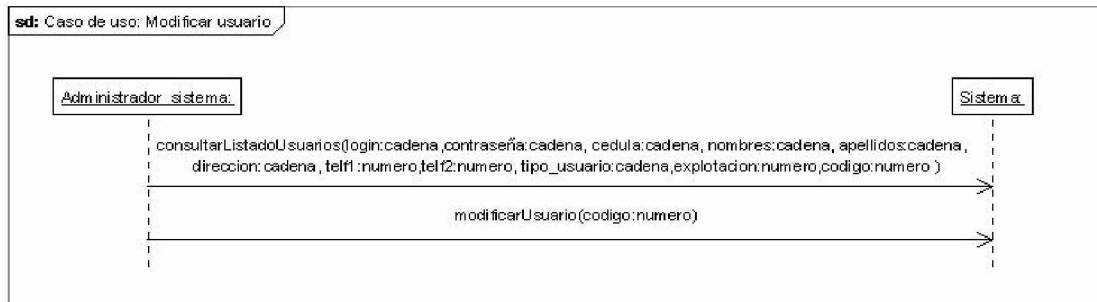 sd: Caso de uso: Modificar usuario
Administrador_sistema:
Sistema:
consultarListadoUsuarios(login:cadena,contraseña:cadena, cedula:cadena, nombres:cadena, apellidos:cadena,
direccion:cadena, telf1:numero,telf2:numero, tipo_usuario:cadena,explotacion:numero,codigo:numero )
modificarUsuario(codigo:numero)